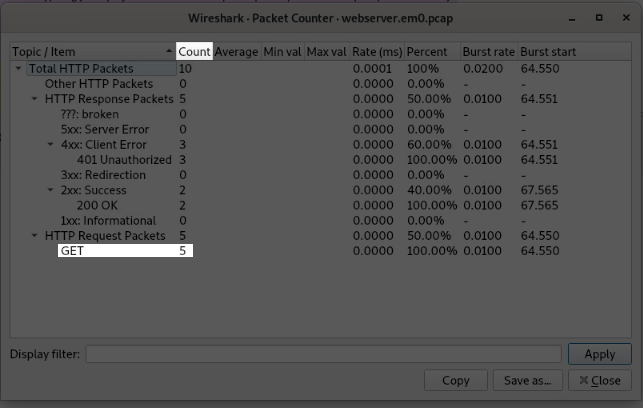 Wireshark · Packet Counter · webserver.em0.pcap
Topic / Item Count Average Min val Max val Rate (ms) Percent Burst rate Burst start
Total HTTP Packets 10 0.0001 100% 0.0200 64.550
Other HTTP Packets 0 0.0000 0.00% - -
HTTP Response Packets 5 0.0000 50.00% 0.0100 64.551
???: broken 0 0.0000 0.00% - -
5xx: Server Error 0 0.0000 0.00% - -
4xx: Client Error 3 0.0000 60.00% 0.0100 64.551
401 Unauthorized 3 0.0000 100.00% 0.0100 64.551
3xx: Redirection 0 0.0000 0.00% - -
2xx: Success 2 0.0000 40.00% 0.0100 67.565
200 OK 2 0.0000 100.00% 0.0100 67.565
1xx: Informational 0 0.0000 0.00% - -
HTTP Request Packets 5 0.0000 50.00% 0.0100 64.550
GET 5 0.0000 100.00% 0.0100 64.550
Display filter: Apply
Copy Save as... Close